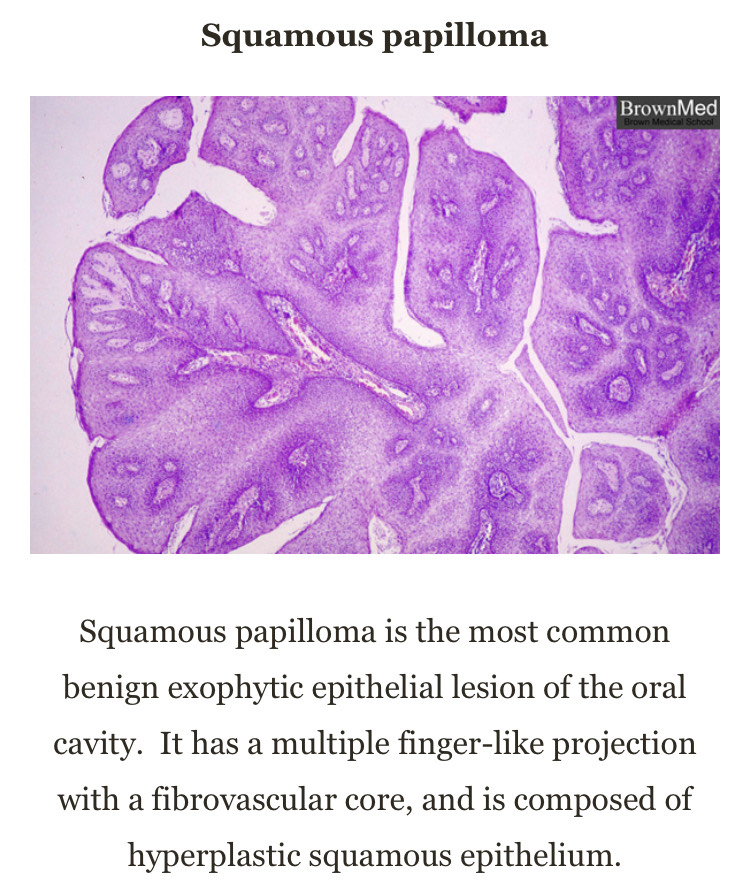 Squamous papilloma
BrownMed
Brown Medical School
Squamous papilloma is the most common
benign exophytic epithelial lesion of the oral
cavity.  It has a multiple finger-like projection
with a fibrovascular core, and is composed of
hyperplastic squamous epithelium.